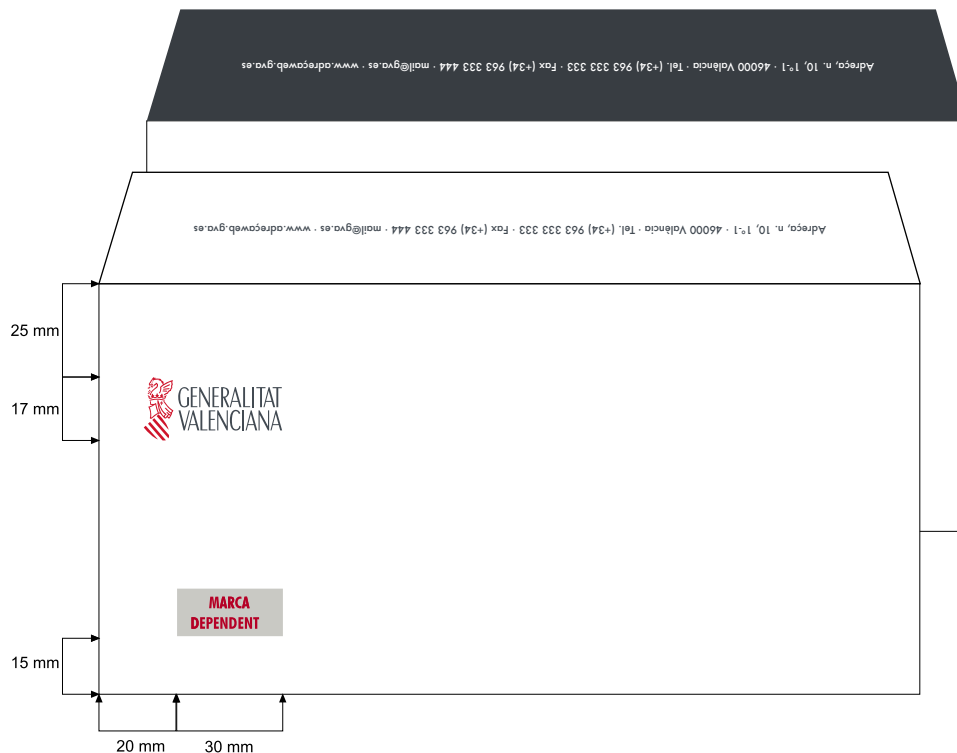 Adreça, n. 10, 1º-1 · 46000 València · Tel. (+34) 963 333 333 · Fax (+34) 963 333 444 · mail@gva.es · www.adreçaweb.gva.es
Adreça, n. 10, 1º-1 · 46000 València · Tel. (+34) 963 333 333 · Fax (+34) 963 333 444 · mail@gva.es · www.adreçaweb.gva.es
25 mm
17 mm
GENERALITAT
VALENCIANA
MARCA
DEPENDENT
15 mm
20 mm
30 mm